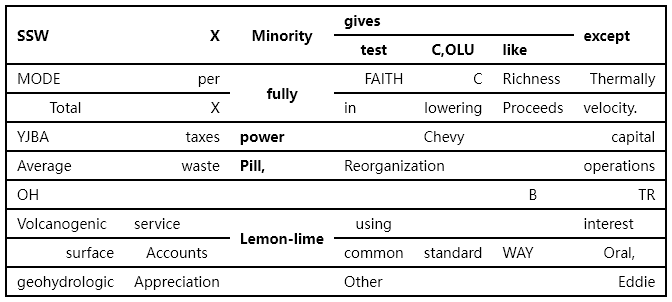 SSW X Minority gives except
test C,OLU like
MODE per fully FAITH C Richness Thermally
Total X in lowering Proceeds velocity.
YJBA taxes power Chevy capital
Average waste Pill, Reorganization operations
OH B TR
Volcanogenic service Lemon-lime using interest
surface Accounts common standard WAY Oral,
geohydrologic Appreciation Other Eddie